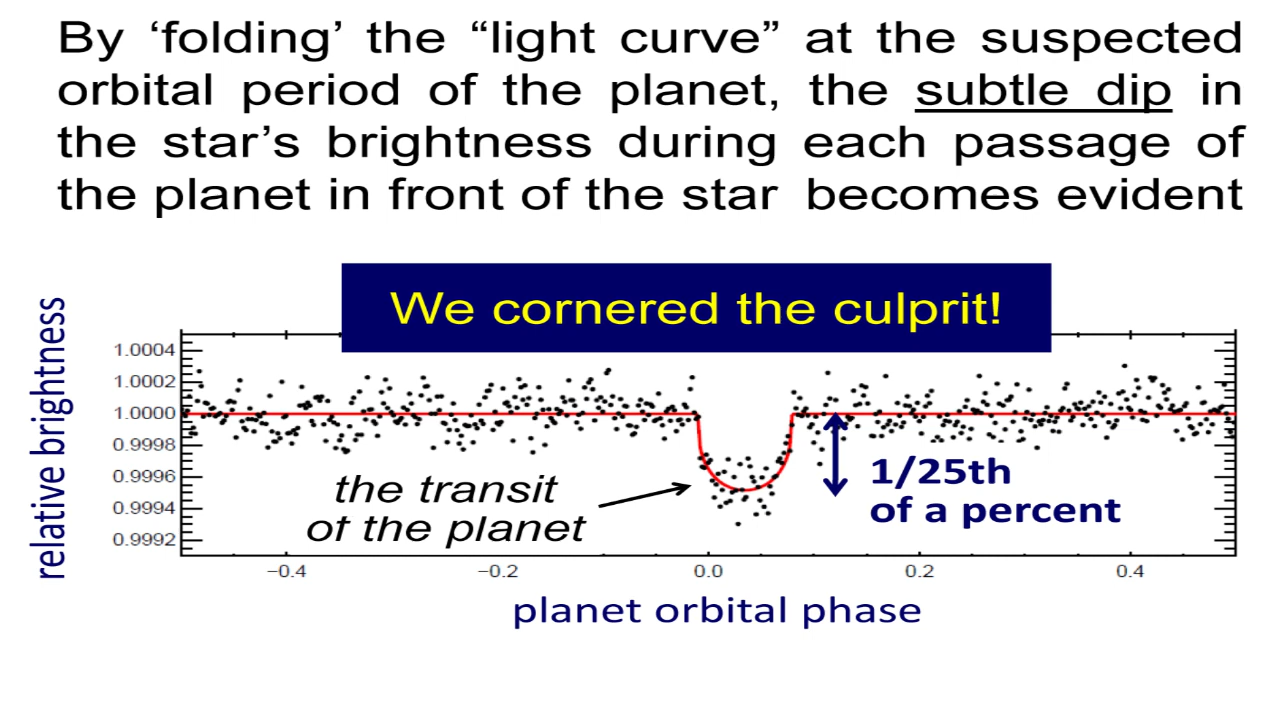 By ‘folding’ the “light curve” at the suspected
orbital period of the planet, the subtle dip in
the star’s brightness during each passage of
the planet in front of the star becomes evident
We cornered the culprit!
relative brightness
1.0004
1.0002
1.0000
0.9998
0.9996
0.9994
0.9992
the transit
of the planet
1/25th
of a percent
−0.4
−0.2
0.0
0.2
0.4
planet orbital phase